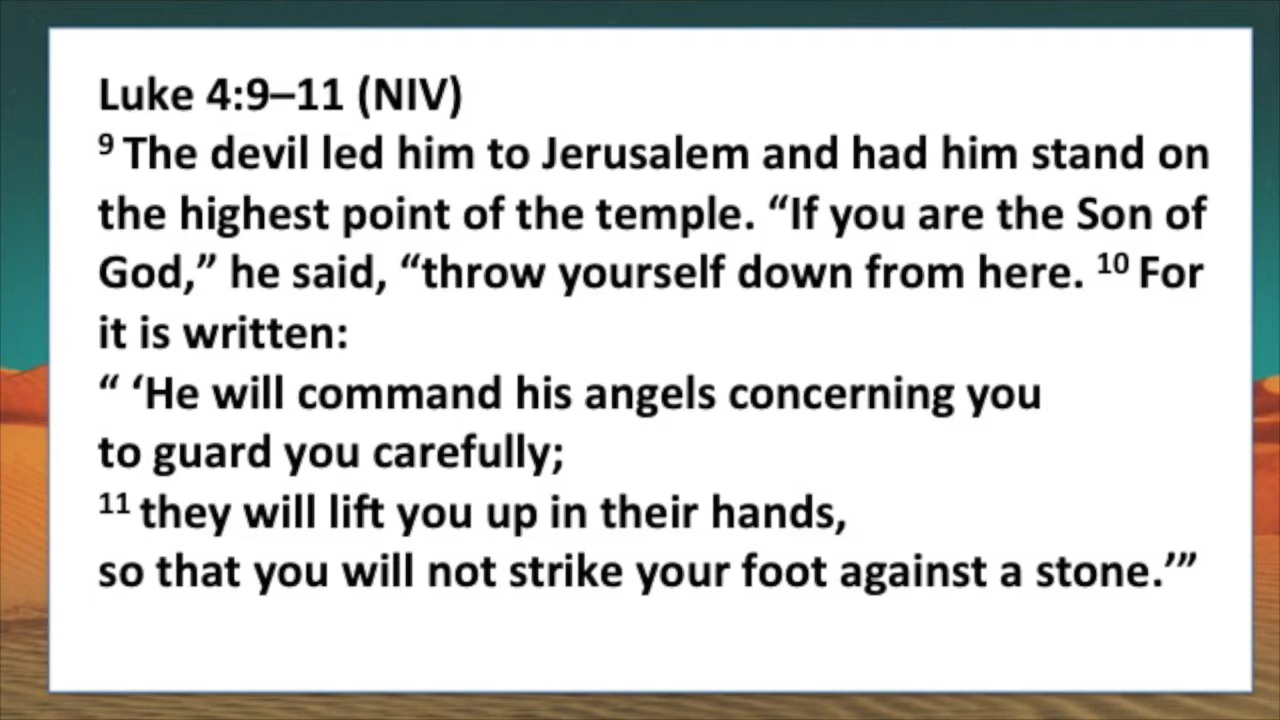 Luke 4:9–11 (NIV)
⁹ The devil led him to Jerusalem and had him stand on
the highest point of the temple. “If you are the Son of
God,” he said, “throw yourself down from here. ¹⁰ For
it is written:
“ ‘He will command his angels concerning you
to guard you carefully;
¹¹ they will lift you up in their hands,
so that you will not strike your foot against a stone.’”